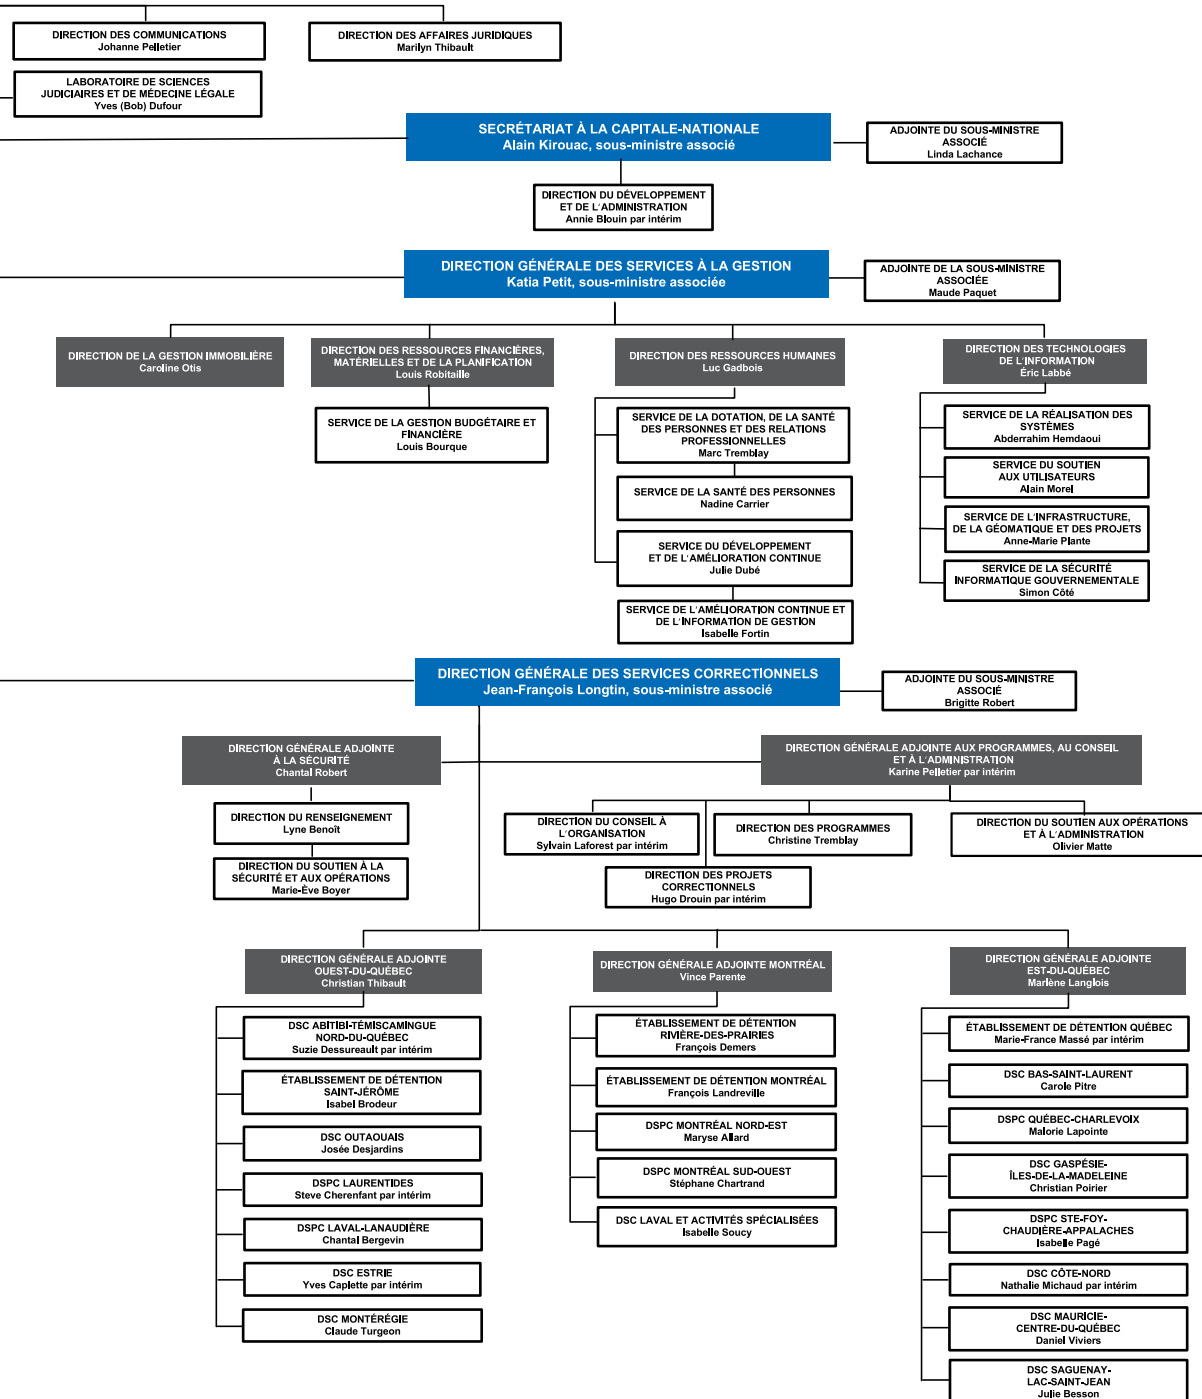 DIRECTION DES COMMUNICATIONS
Johanne Pelletier
DIRECTION DES AFFAIRES JURIDIQUES
Marilyn Thibault
LABORATOIRE DE SCIENCES
JUDICIAIRES ET DE MÉDECINE LÉGALE
Yves (Bob) Dufour
SECRÉTARIAT À LA CAPITALE-NATIONALE
Alain Kirouac, sous-ministre associé
ADJOINTE DU SOUS-MINISTRE
ASSOCIÉ
Linda Lachance
DIRECTION DU DÉVELOPPEMENT
ET DE L'ADMINISTRATION
Annie Blouin par intérim
DIRECTION GÉNÉRALE DES SERVICES À LA GESTION
Katia Petit, sous-ministre associée
ADJOINTE DE LA SOUS-MINISTRE
ASSOCIÉE
Maude Paquet
DIRECTION DE LA GESTION IMMOBILIÈRE
Caroline Otis
DIRECTION DES RESSOURCES FINANCIÈRES,
MATÉRIELLES ET DE LA PLANIFICATION
Louis Robitaille
DIRECTION DES RESSOURCES HUMAINES
Luc Gadbois
DIRECTION DES TECHNOLOGIES
DE L'INFORMATION
Éric Labbé
SERVICE DE LA GESTION BUDGÉTAIRE ET
FINANCIÈRE
Louis Bourque
SERVICE DE LA DOTATION, DE LA SANTÉ
DES PERSONNES ET DES RELATIONS
PROFESSIONNELLES
Marc Tremblay
SERVICE DE LA SANTÉ DES PERSONNES
Nadine Carrier
SERVICE DU DÉVELOPPEMENT
ET DE L'AMÉLIORATION CONTINUE
Julie Dubé
SERVICE DE L'AMÉLIORATION CONTINUE ET
DE L'INFORMATION DE GESTION
Isabelle Fortin
SERVICE DE LA RÉALISATION DES
SYSTÈMES
Abderrahim Hemdaoui
SERVICE DU SOUTIEN
AUX UTILISATEURS
Alain Morel
SERVICE DE L'INFRASTRUCTURE,
DE LA GÉOMATIQUE ET DES PROJETS
Anne-Marie Plante
SERVICE DE LA SÉCURITÉ
INFORMATIQUE GOUVERNEMENTALE
Simon Côté
DIRECTION GÉNÉRALE DES SERVICES CORRECTIONNELS
Jean-François Longtin, sous-ministre associé
ADJOINTE DU SOUS-MINISTRE
ASSOCIÉ
Brigitte Robert
DIRECTION GÉNÉRALE ADJOINTE
À LA SÉCURITÉ
Chantal Robert
DIRECTION GÉNÉRALE ADJOINTE AUX PROGRAMMES, AU CONSEIL
ET À L'ADMINISTRATION
Karine Pelletier par intérim
DIRECTION DU RENSEIGNEMENT
Lyne Benoît
DIRECTION DU SOUTIEN À LA
SÉCURITÉ ET AUX OPÉRATIONS
Marie-Ève Boyer
DIRECTION DU CONSEIL À
L'ORGANISATION
Sylvain Laforest par intérim
DIRECTION DES PROGRAMMES
Christine Tremblay
DIRECTION DU SOUTIEN AUX OPÉRATIONS
ET À L'ADMINISTRATION
Olivier Matte
DIRECTION DES PROJETS
CORRECTIONNELS
Hugo Drouin par intérim
DIRECTION GÉNÉRALE ADJOINTE
OUEST-DU-QUÉBEC
Christian Thibault
DIRECTION GÉNÉRALE ADJOINTE MONTRÉAL
Vince Parente
DIRECTION GÉNÉRALE ADJOINTE
EST-DU-QUÉBEC
Marlène Langlois
DSC ABITIBI-TÉMISCAMINGUE
NORD-DU-QUÉBEC
Suzie Dessureault par intérim
ÉTABLISSEMENT DE DÉTENTION
SAINT-JÉRÔME
Isabel Brodeur
DSC OUTAOUAIS
Josée Desjardins
DSPC LAURENTIDES
Steve Cherenfant par intérim
DSPC LAVAL-LANAUDIÈRE
Chantal Bergevin
DSC ESTRIE
Yves Caplette par intérim
DSC MONTÉRÉGIE
Claude Turgeon
ÉTABLISSEMENT DE DÉTENTION
RIVIÈRE-DES-PRAIRIES
François Demers
ÉTABLISSEMENT DE DÉTENTION MONTRÉAL
François Landreville
DSPC MONTRÉAL NORD-EST
Maryse Allard
DSPC MONTRÉAL SUD-OUEST
Stéphane Chartrand
DSC LAVAL ET ACTIVITÉS SPÉCIALISÉES
Isabelle Soucy
ÉTABLISSEMENT DE DÉTENTION QUÉBEC
Marie-France Massé par intérim
DSC BAS-SAINT-LAURENT
Carole Pitre
DSPC QUÉBEC-CHARLEVOIX
Malorie Lapointe
DSC GASPÉSIE-
ÎLES-DE-LA-MADELEINE
Christian Poirier
DSPC STE-FOY-
CHAUDIÈRE-APPALACHES
Isabelle Pagé
DSC CÔTE-NORD
Nathalie Michaud par intérim
DSC MAURICIE-
CENTRE-DU-QUÉBEC
Daniel Viviers
DSC SAGUENAY-
LAC-SAINT-JEAN
Julie Besson